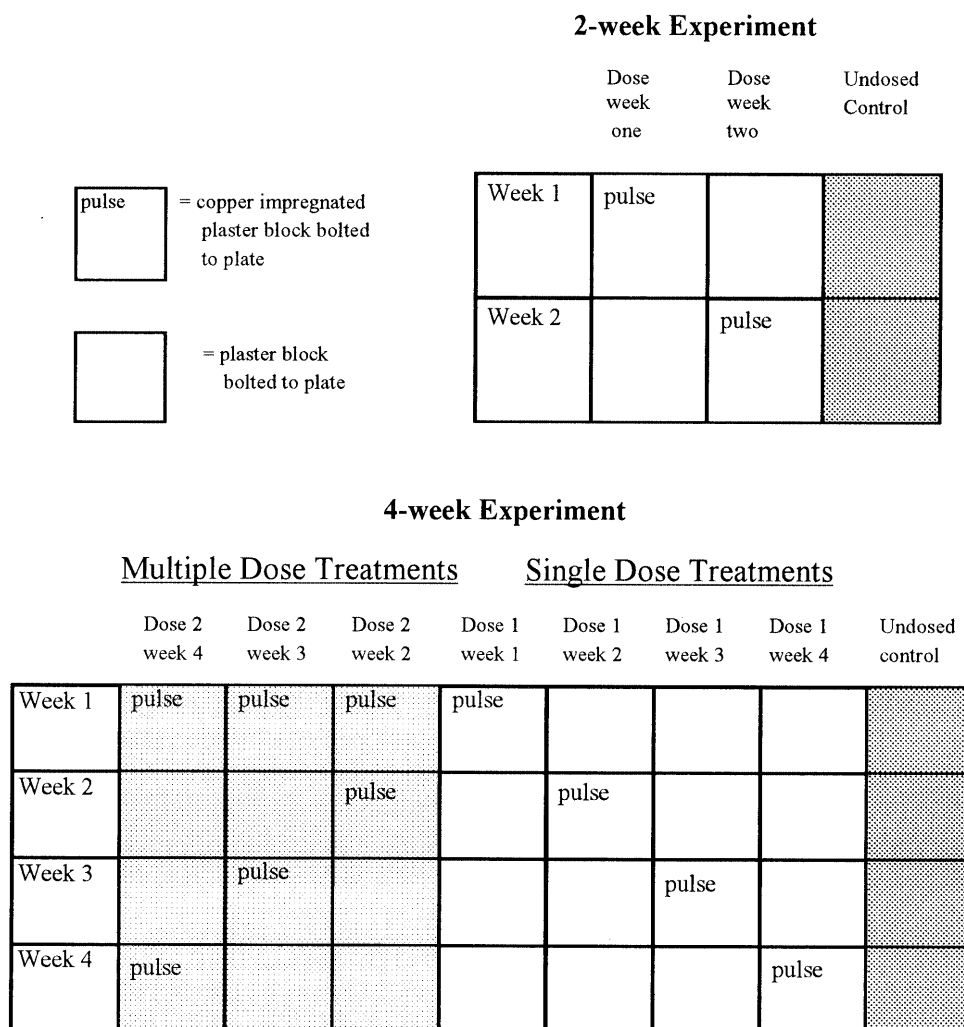 2-week Experiment
Dose Dose Undosed
week week Control
one two
pulse = copper impregnated
plaster block bolted
to plate
= plaster block
bolted to plate
Week 1 pulse
Week 2 pulse
4-week Experiment
Multiple Dose Treatments Single Dose Treatments
Dose 2 Dose 2 Dose 2 Dose 1 Dose 1 Dose 1 Dose 1 Undosed
week 4 week 3 week 2 week 1 week 2 week 3 week 4 control
Week 1 pulse pulse pulse pulse
Week 2 pulse pulse
Week 3 pulse pulse
Week 4 pulse pulse